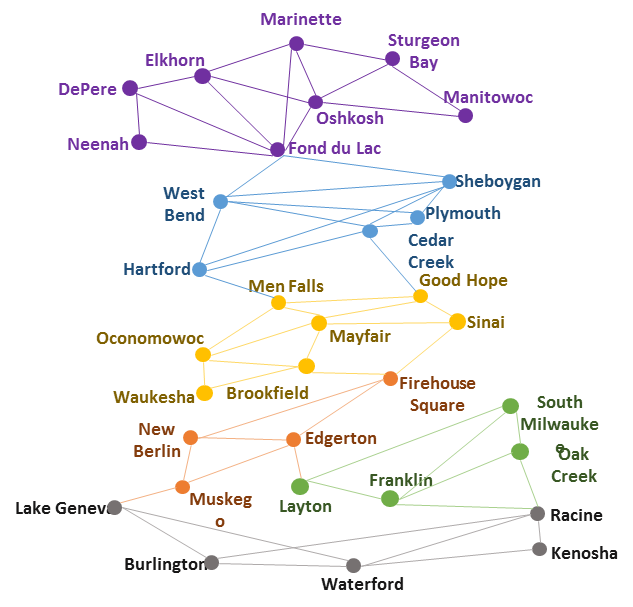 Marinette
Sturgeon
Bay
Elkhorn
DePere
Manitowoc
Oshkosh
Neenah
Fond du Lac
West
Bend
Sheboygan
Plymouth
Cedar
Creek
Hartford
Good Hope
Men Falls
Sinai
Mayfair
Oconomowoc
Waukesha
Brookfield
Firehouse
Square
South
Milwauke
e
New
Berlin
Edgerton
Oak
Creek
Franklin
Muskeg
o
Layton
Lake Geneva
Racine
Kenosha
Burlington
Waterford